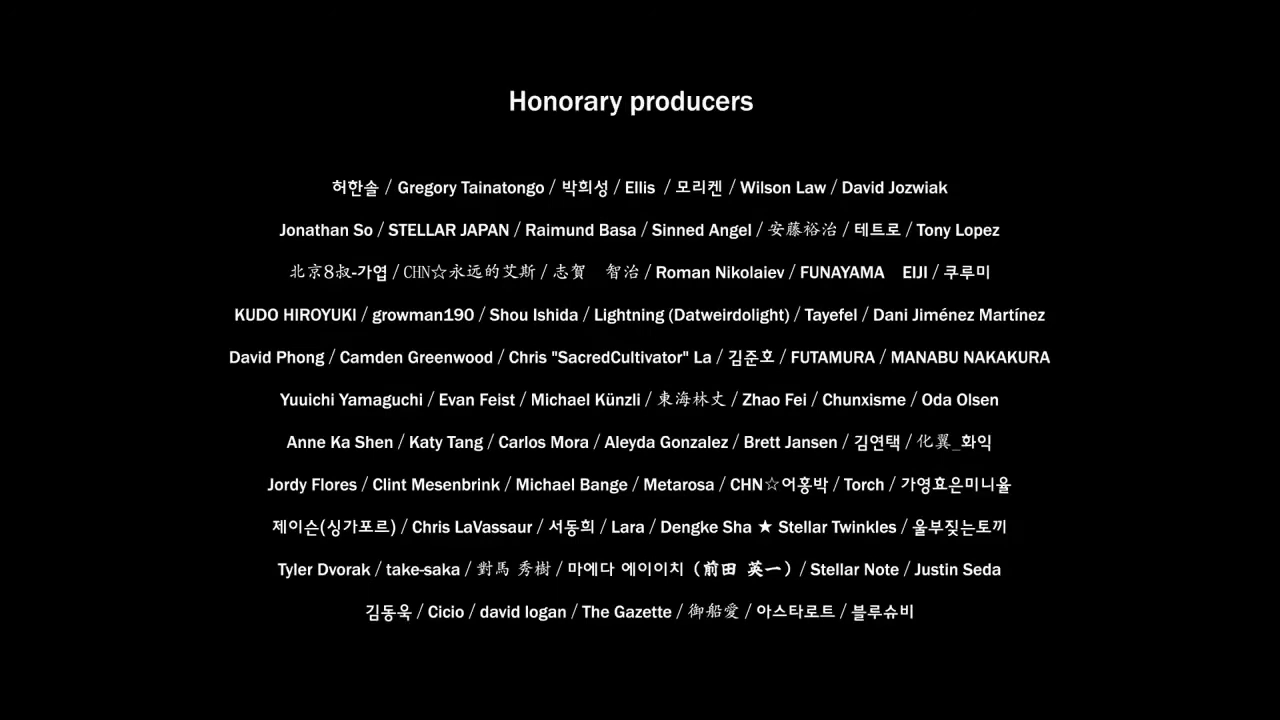 Honorary producers
허한솔 / Gregory Tainatongo / 박희성 / Ellis / 모리켄 / Wilson Law / David Jozwiak
Jonathan So / STELLAR JAPAN / Raimund Basa / Sinned Angel / 安藤裕治 / 테트로 / Tony Lopez
北京8叔-가엽 / CHN☆永远的艾斯 / 志賀　智治 / Roman Nikolaiev / FUNAYAMA　EIJI / 쿠루미
KUDO HIROYUKI / growman190 / Shou Ishida / Lightning (Datweirdolight) / Tayefel / Dani Jiménez Martínez
David Phong / Camden Greenwood / Chris "SacredCultivator" La / 김준호 / FUTAMURA / MANABU NAKAKURA
Yuuichi Yamaguchi / Evan Feist / Michael Künzli / 東海林丈 / Zhao Fei / Chunxisme / Oda Olsen
Anne Ka Shen / Katy Tang / Carlos Mora / Aleyda Gonzalez / Brett Jansen / 김연택 / 化翼_화익
Jordy Flores / Clint Mesenbrink / Michael Bange / Metarosa / CHN☆어홍박 / Torch / 가영효은미니율
제이슨(싱가포르) / Chris LaVassaur / 서동희 / Lara / Dengke Sha ★ Stellar Twinkles / 울부짖는토끼
Tyler Dvorak / take-saka / 對馬 秀樹 / 마에다 에이이치（前田 英一）/ Stellar Note / Justin Seda
김동욱 / Cicio / david logan / The Gazette / 御船愛 / 아스타로트 / 블루슈비